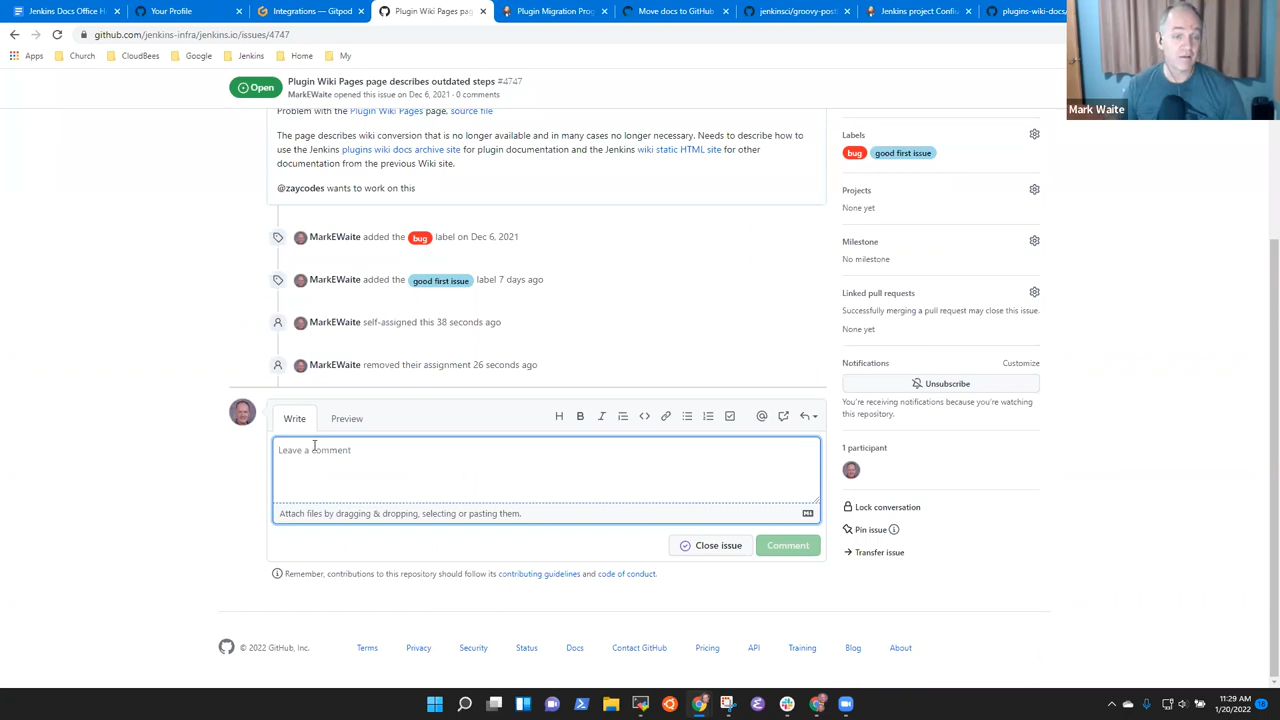 Jenkins Docs Office H
Your Profile
Integrations — Gitpod
Plugin Wiki Pages pag
Plugin Migration Prog
Move docs to GitHub
jenkinsci/groovy-post
Jenkins project Conflu
plugins-wiki-docs/
github.com/jenkins-infra/jenkins.io/issues/4747
Apps Church CloudBees Google Jenkins Home My
Mark Waite
Open
Plugin Wiki Pages page describes outdated steps #4747
MarkEWaite opened this issue on Dec 6, 2021 · 0 comments
Problem with the Plugin Wiki Pages page, source file
The page describes wiki conversion that is no longer available and in many cases no longer necessary. Needs to describe how to
use the Jenkins plugins wiki docs archive site for plugin documentation and the Jenkins wiki static HTML site for other
documentation from the previous Wiki site.
@zaycodes wants to work on this
MarkEWaite added the bug label on Dec 6, 2021
MarkEWaite added the good first issue label 7 days ago
MarkEWaite self-assigned this 38 seconds ago
MarkEWaite removed their assignment 26 seconds ago
Write Preview
Leave a comment
Attach files by dragging & dropping, selecting or pasting them.
Close issue Comment
Remember, contributions to this repository should follow its contributing guidelines and code of conduct.
Labels
bug good first issue
Projects
None yet
Milestone
No milestone
Linked pull requests
Successfully merging a pull request may close this issue.
None yet
Notifications Customize
Unsubscribe
You're receiving notifications because you're watching
this repository.
1 participant
Lock conversation
Pin issue
Transfer issue
© 2022 GitHub, Inc. Terms Privacy Security Status Docs Contact GitHub Pricing API Training Blog About
11:29 AM
1/20/2022